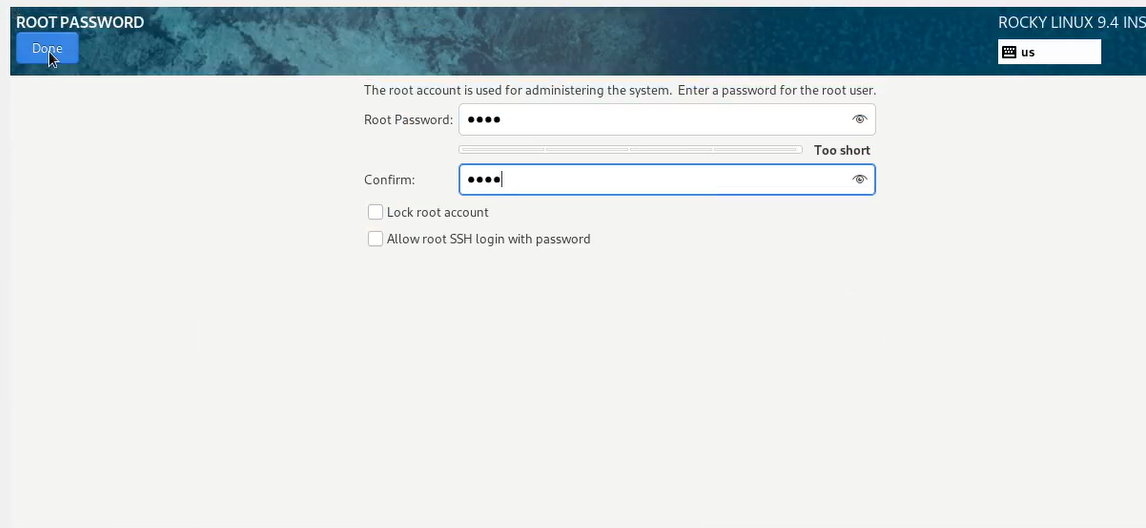 ROOT PASSWORD
ROCKY LINUX 9.4 INS
Done
us
The root account is used for administering the system. Enter a password for the root user.
Root Password: ●●●●
Too short
Confirm: ●●●●
Lock root account
Allow root SSH login with password